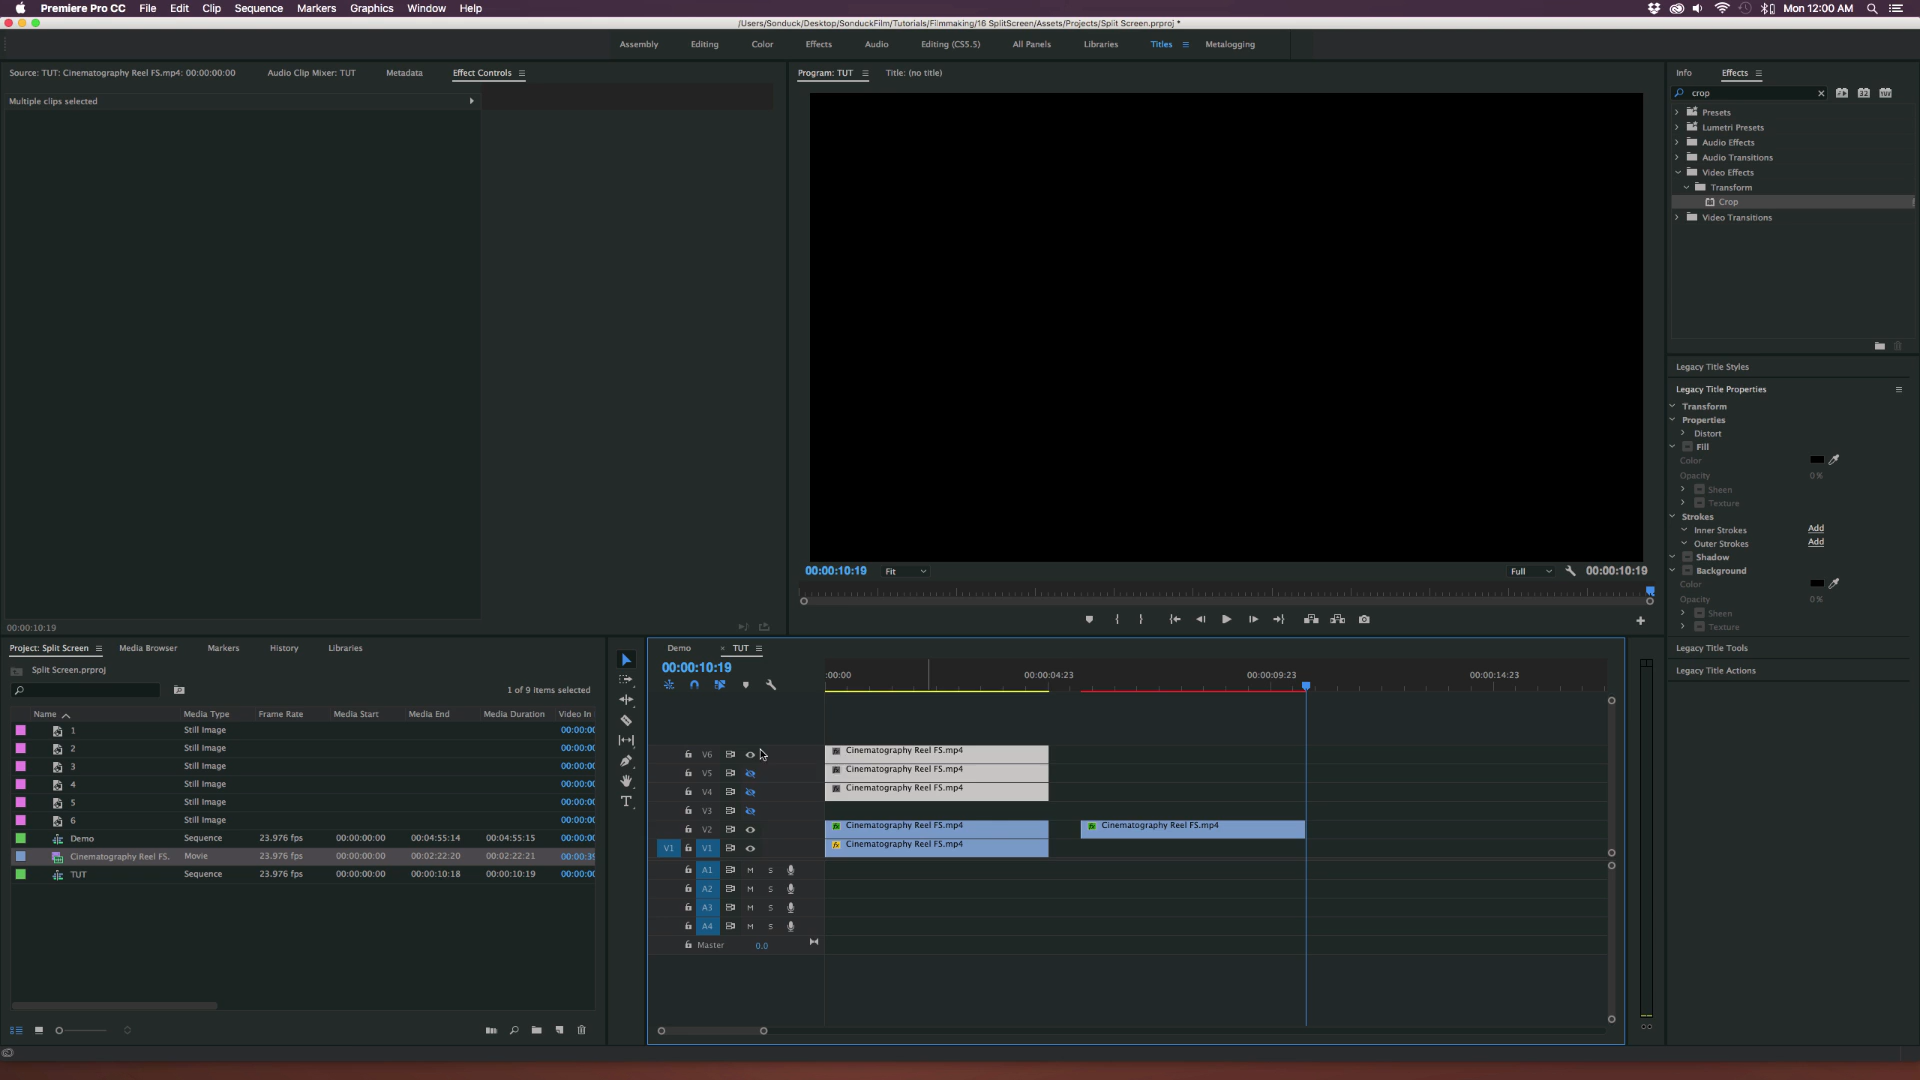 Premiere Pro CC File Edit Clip Sequence Markers Graphics Window Help Mon 12:00 AM
/Users/Sonduck/Desktop/SonduckFilm/Tutorials/Filmmaking/16 SplitScreen/Assets/Projects/Split Screen.prproj *
Assembly Editing Color Effects Audio Editing (CS5.5) All Panels Libraries Titles Metalogging
Source: TUT: Cinematography Reel FS.mp4: 00:00:00:00 Audio Clip Mixer: TUT Metadata Effect Controls
Program: TUT Title: (no title)
Info Effects
Multiple clips selected
crop
Presets
Lumetri Presets
Audio Effects
Audio Transitions
Video Effects
Transform
Crop
Video Transitions
Legacy Title Styles
Legacy Title Properties
Transform
Properties
Distort
Fill
Color
Opacity 0 %
Sheen
Texture
Strokes
Inner Strokes Add
Outer Strokes Add
Shadow
Background
Color
Opacity 0 %
Sheen
Texture
Legacy Title Tools
Legacy Title Actions
00:00:10:19 Fit Full 00:00:10:19
00:00:10:19
Project: Split Screen Media Browser Markers History Libraries
Split Screen.prproj
1 of 9 items selected
Name Media Type Frame Rate Media Start Media End Media Duration Video In
1 Still Image
2 Still Image
3 Still Image
4 Still Image
5 Still Image
6 Still Image
Demo Sequence 23.976 fps 00:00:00:00 00:04:55:14 00:04:55:15 00:00:00
Cinematography Reel FS. Movie 23.976 fps 00:00:00:00 00:02:22:20 00:02:22:21 00:00:39
TUT Sequence 23.976 fps 00:00:00:00 00:00:10:18 00:00:10:19 00:00:00
Demo × TUT
00:00:10:19
:00:00 00:00:04:23 00:00:09:23 00:00:14:23
V6 Cinematography Reel FS.mp4
V5 Cinematography Reel FS.mp4
V4 Cinematography Reel FS.mp4
V3
V2 Cinematography Reel FS.mp4 Cinematography Reel FS.mp4
V1 V1 Cinematography Reel FS.mp4
A1 M S
A2 M S
A3 M S
A4 M S
Master 0.0